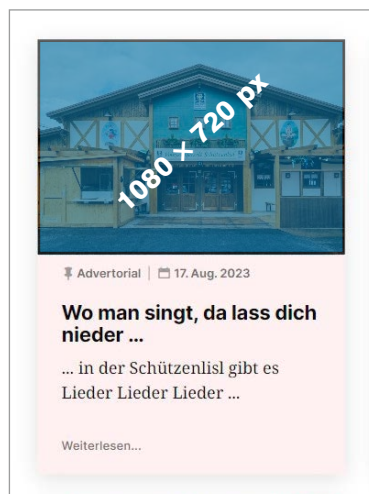 1080 × 720 px
Advertorial | 17. Aug. 2023
Wo man singt, da lass dich
nieder ...
... in der Schützenlisl gibt es
Lieder Lieder Lieder ...
Weiterlesen...